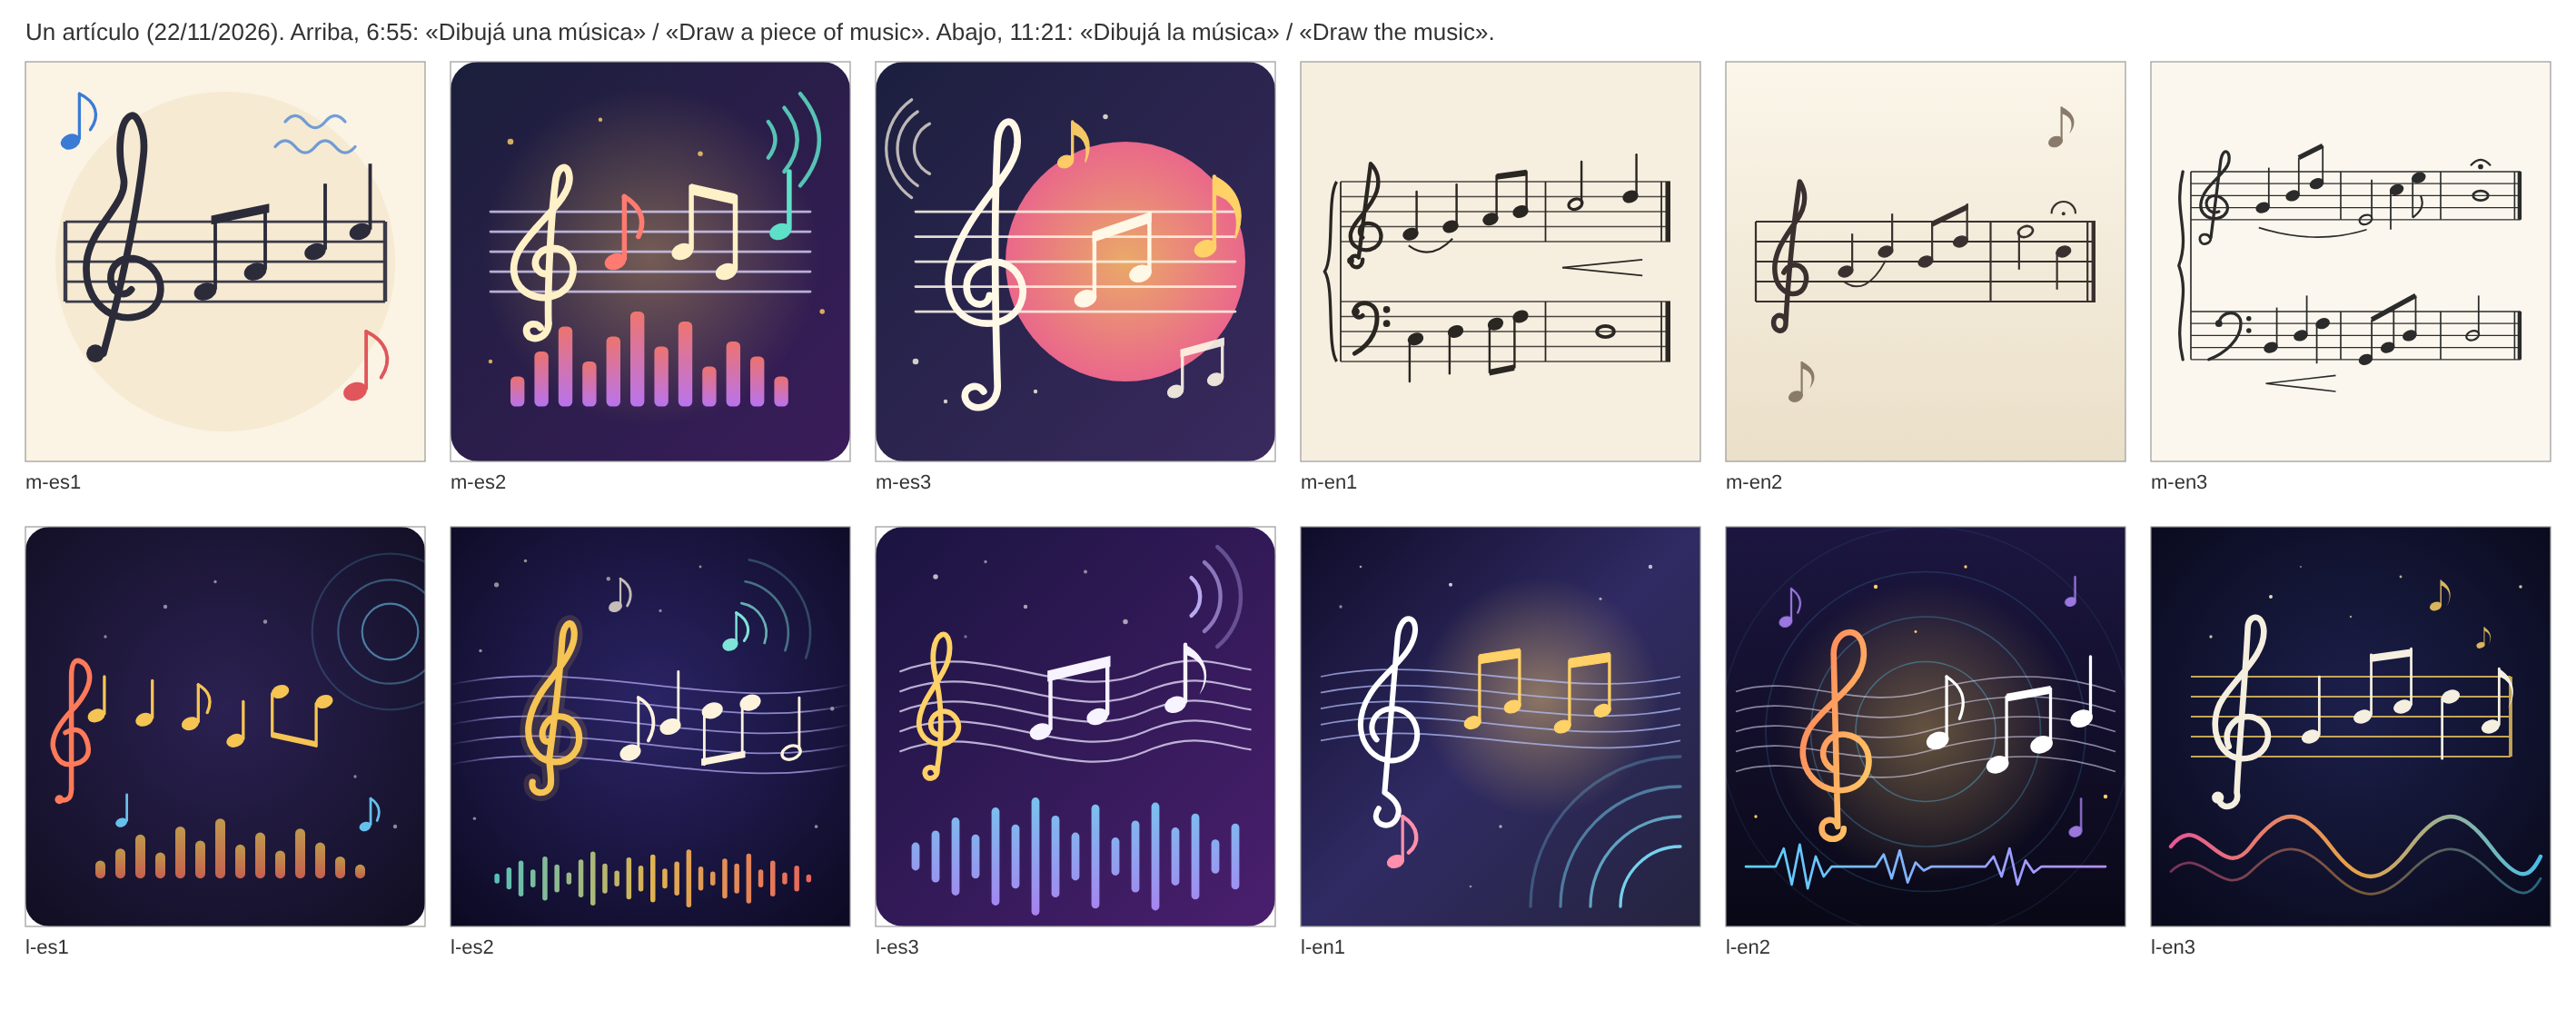 Un artículo (22/11/2026). Arriba, 6:55: «Dibujá una música» / «Draw a piece of music». Abajo, 11:21: «Dibujá la música» / «Draw the music».
m-es1
m-es2
m-es3
m-en1
m-en2
m-en3
l-es1
l-es2
l-es3
l-en1
l-en2
l-en3